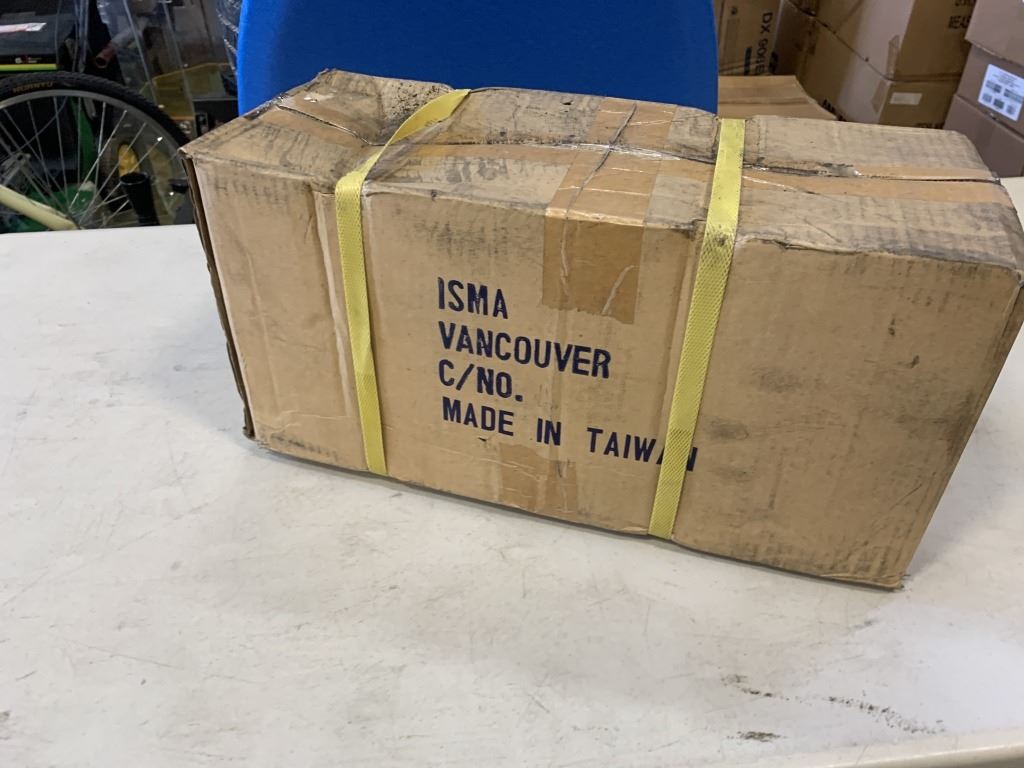 ISMA
VANCOUVER
C/NO.
MADE IN TAIWAN